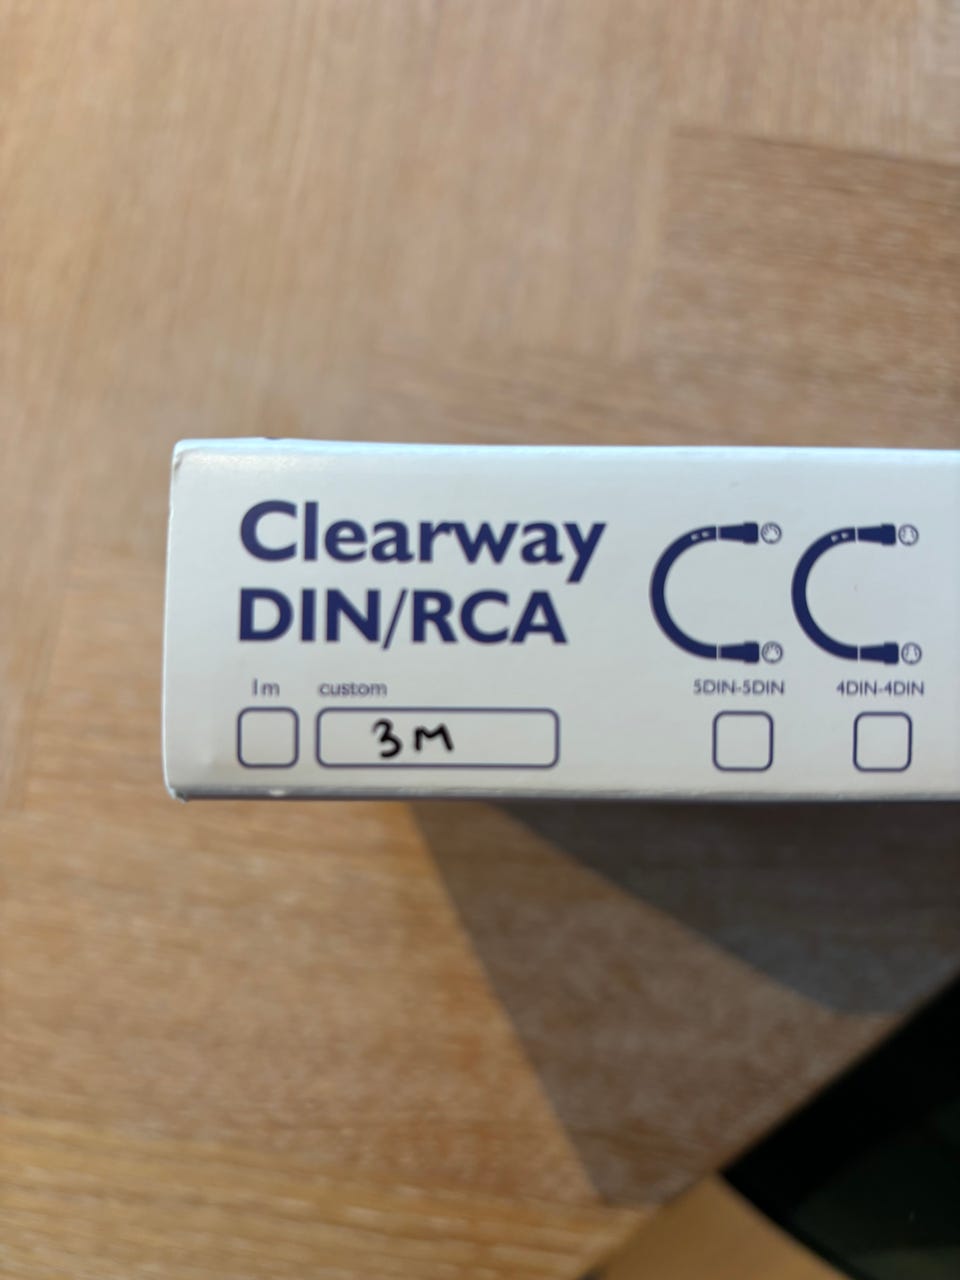 Clearway
DIN/RCA
1m custom
3M
5DIN-5DIN 4DIN-4DIN